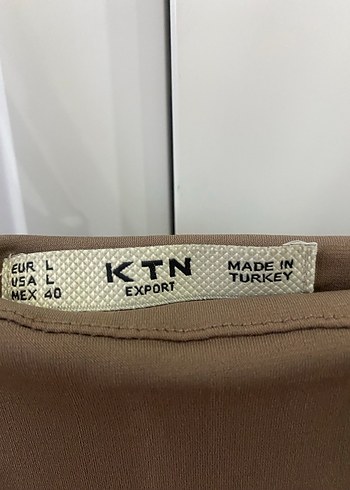 EUR L
USA L
MEX 40
KTN
EXPORT
MADE IN
TURKEY